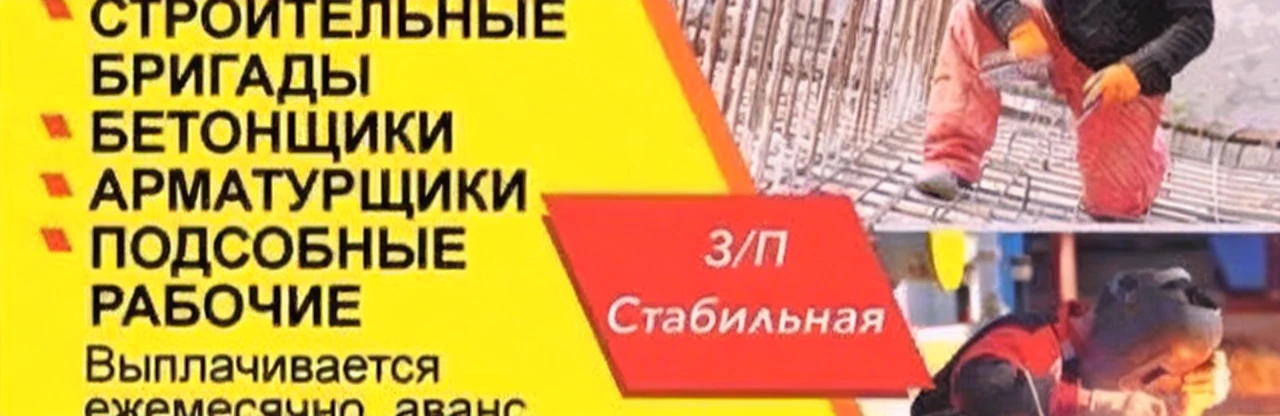 СТРОИТЕЛЬНЫЕ
БРИГАДЫ
БЕТОНЩИКИ
АРМАТУРЩИКИ
ПОДСОБНЫЕ
РАБОЧИЕ
З/П
Стабильная
Выплачивается
ежемесячно аванс